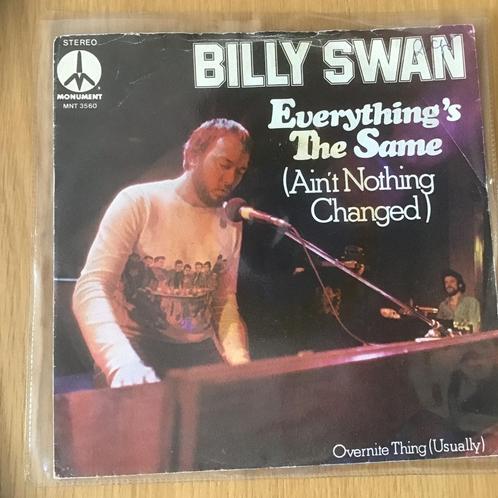 STEREO
MONUMENT
MNT 3560
BILLY SWAN
Everything's
The Same
(Ain't Nothing
Changed)
Overnite Thing (Usually)